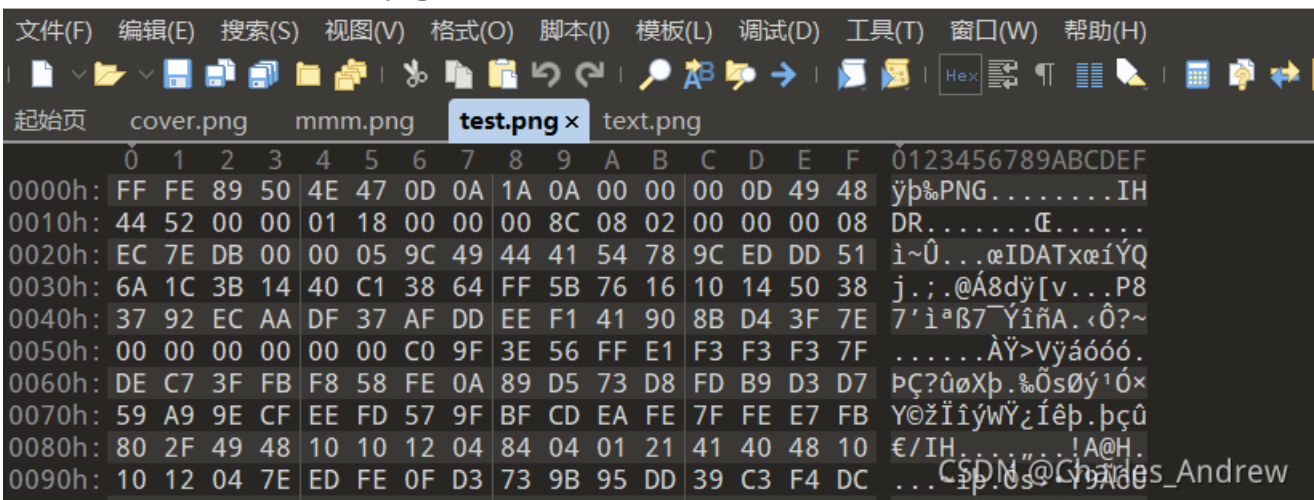 文件(F) 编辑(E) 搜索(S) 视图(V) 格式(O) 脚本(I) 模板(L) 调试(D) 工具(T) 窗口(W) 帮助(H)
Hex
起始页 cover.png mmm.png test.png × text.png
0 1 2 3 4 5 6 7 8 9 A B C D E F 0123456789ABCDEF
0000h: FF FE 89 50 4E 47 0D 0A 1A 0A 00 00 00 0D 49 48 ÿþ‰PNG........IH
0010h: 44 52 00 00 01 18 00 00 00 8C 08 02 00 00 00 08 DR.......Œ......
0020h: EC 7E DB 00 00 05 9C 49 44 41 54 78 9C ED DD 51 ì~Û...œIDATxœíÝQ
0030h: 6A 1C 3B 14 40 C1 38 64 FF 5B 76 16 10 14 50 38 j.;.@Á8dÿ[v...P8
0040h: 37 92 EC AA DF 37 AF DD EE F1 41 90 8B D4 3F 7E 7’ìªß7¯ÝîñA.‹Ô?~
0050h: 00 00 00 00 00 00 C0 9F 3E 56 FF E1 F3 F3 F3 7F ......ÀŸ>Vÿáóóó.
0060h: DE C7 3F FB F8 58 FE 0A 89 D5 73 D8 FD B9 D3 D7 ÞÇ?ûøXþ.‰ÕsØý¹Ó×
0070h: 59 A9 9E CF EE FD 57 9F BF CD EA FE 7F FE E7 FB Y©žÏîýWŸ¿Íêþ.þçû
0080h: 80 2F 49 48 10 10 12 04 84 04 01 21 41 40 48 10 €/IH....„..!A@H.
0090h: 10 12 04 7E ED FE 0F D3 73 9B 95 DD 39 C3 F4 DC
CSDN @Charles_Andrew